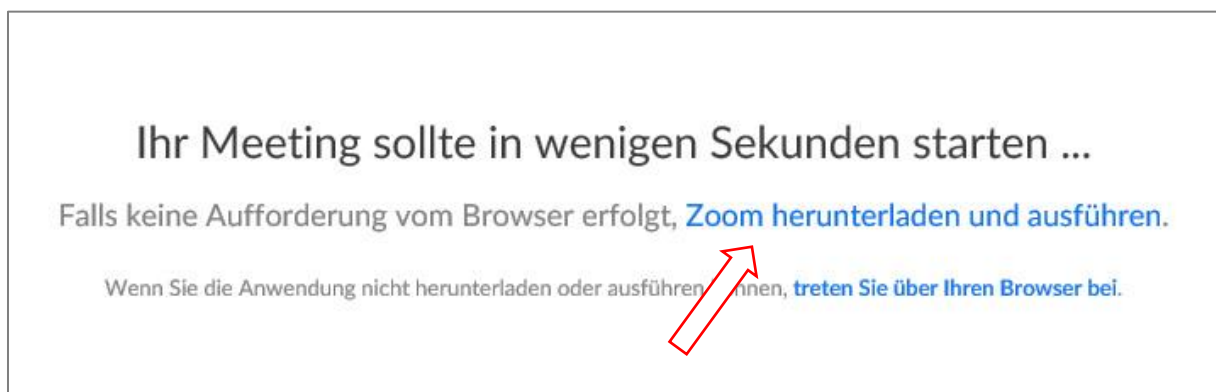 Ihr Meeting sollte in wenigen Sekunden starten ...
Falls keine Aufforderung vom Browser erfolgt, Zoom herunterladen und ausführen.
Wenn Sie die Anwendung nicht herunterladen oder ausführen, treten Sie über Ihren Browser bei.